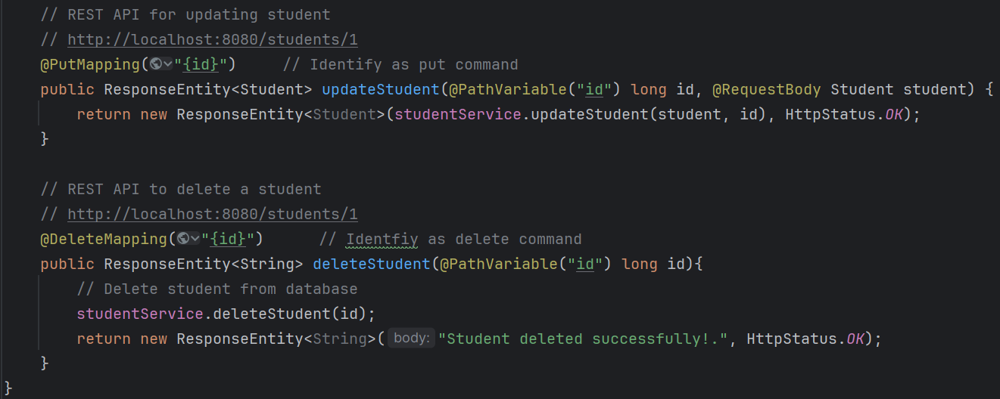 // REST API for updating student
// http://localhost:8080/students/1
@PutMapping("{id}")     // Identify as put command
public ResponseEntity<Student> updateStudent(@PathVariable("id") long id, @RequestBody Student student) {
    return new ResponseEntity<Student>(studentService.updateStudent(student, id), HttpStatus.OK);
}
// REST API to delete a student
// http://localhost:8080/students/1
@DeleteMapping("{id}")      // Identfiy as delete command
public ResponseEntity<String> deleteStudent(@PathVariable("id") long id){
    // Delete student from database
    studentService.deleteStudent(id);
    return new ResponseEntity<String>( body: "Student deleted successfully!.", HttpStatus.OK);
}
}